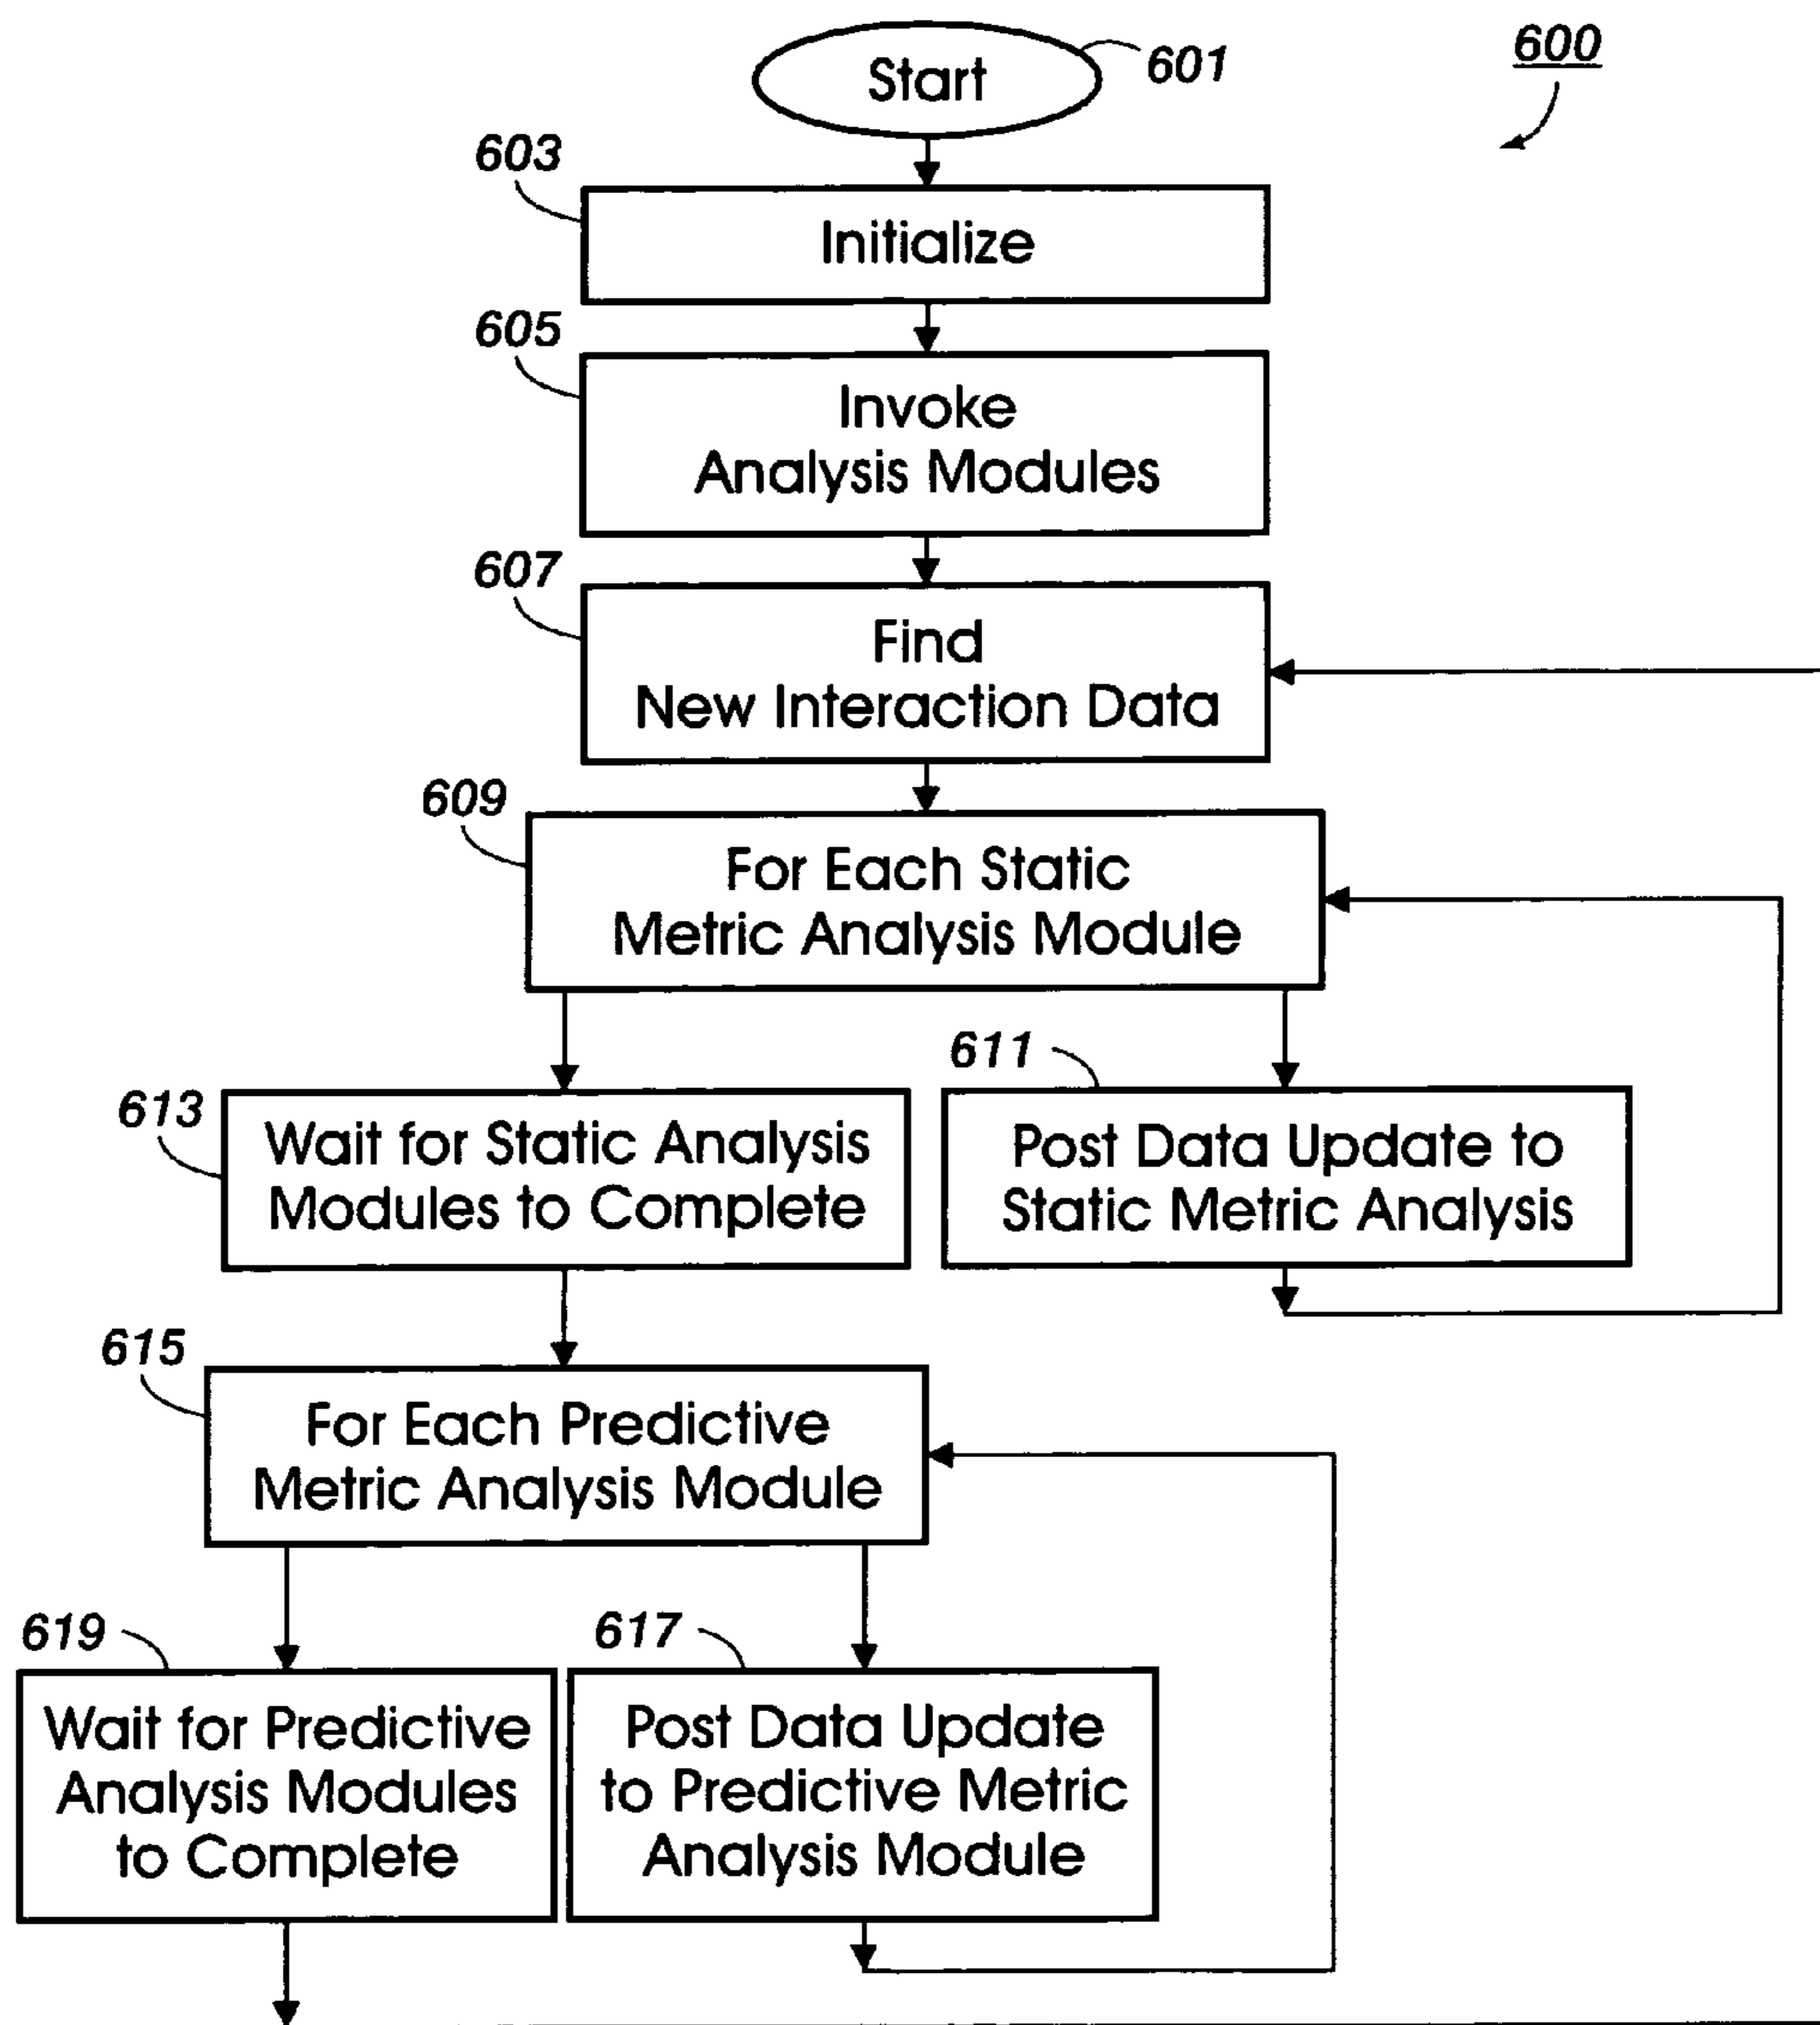 600
Start
601
603
Initialize
605
Invoke
Analysis Modules
607
Find
New Interaction Data
609
For Each Static
Metric Analysis Module
611
613
Wait for Static Analysis
Modules to Complete
Post Data Update to
Static Metric Analysis
615
For Each Predictive
Metric Analysis Module
619
617
Wait for Predictive
Analysis Modules
to Complete
Post Data Update
to Predictive Metric
Analysis Module